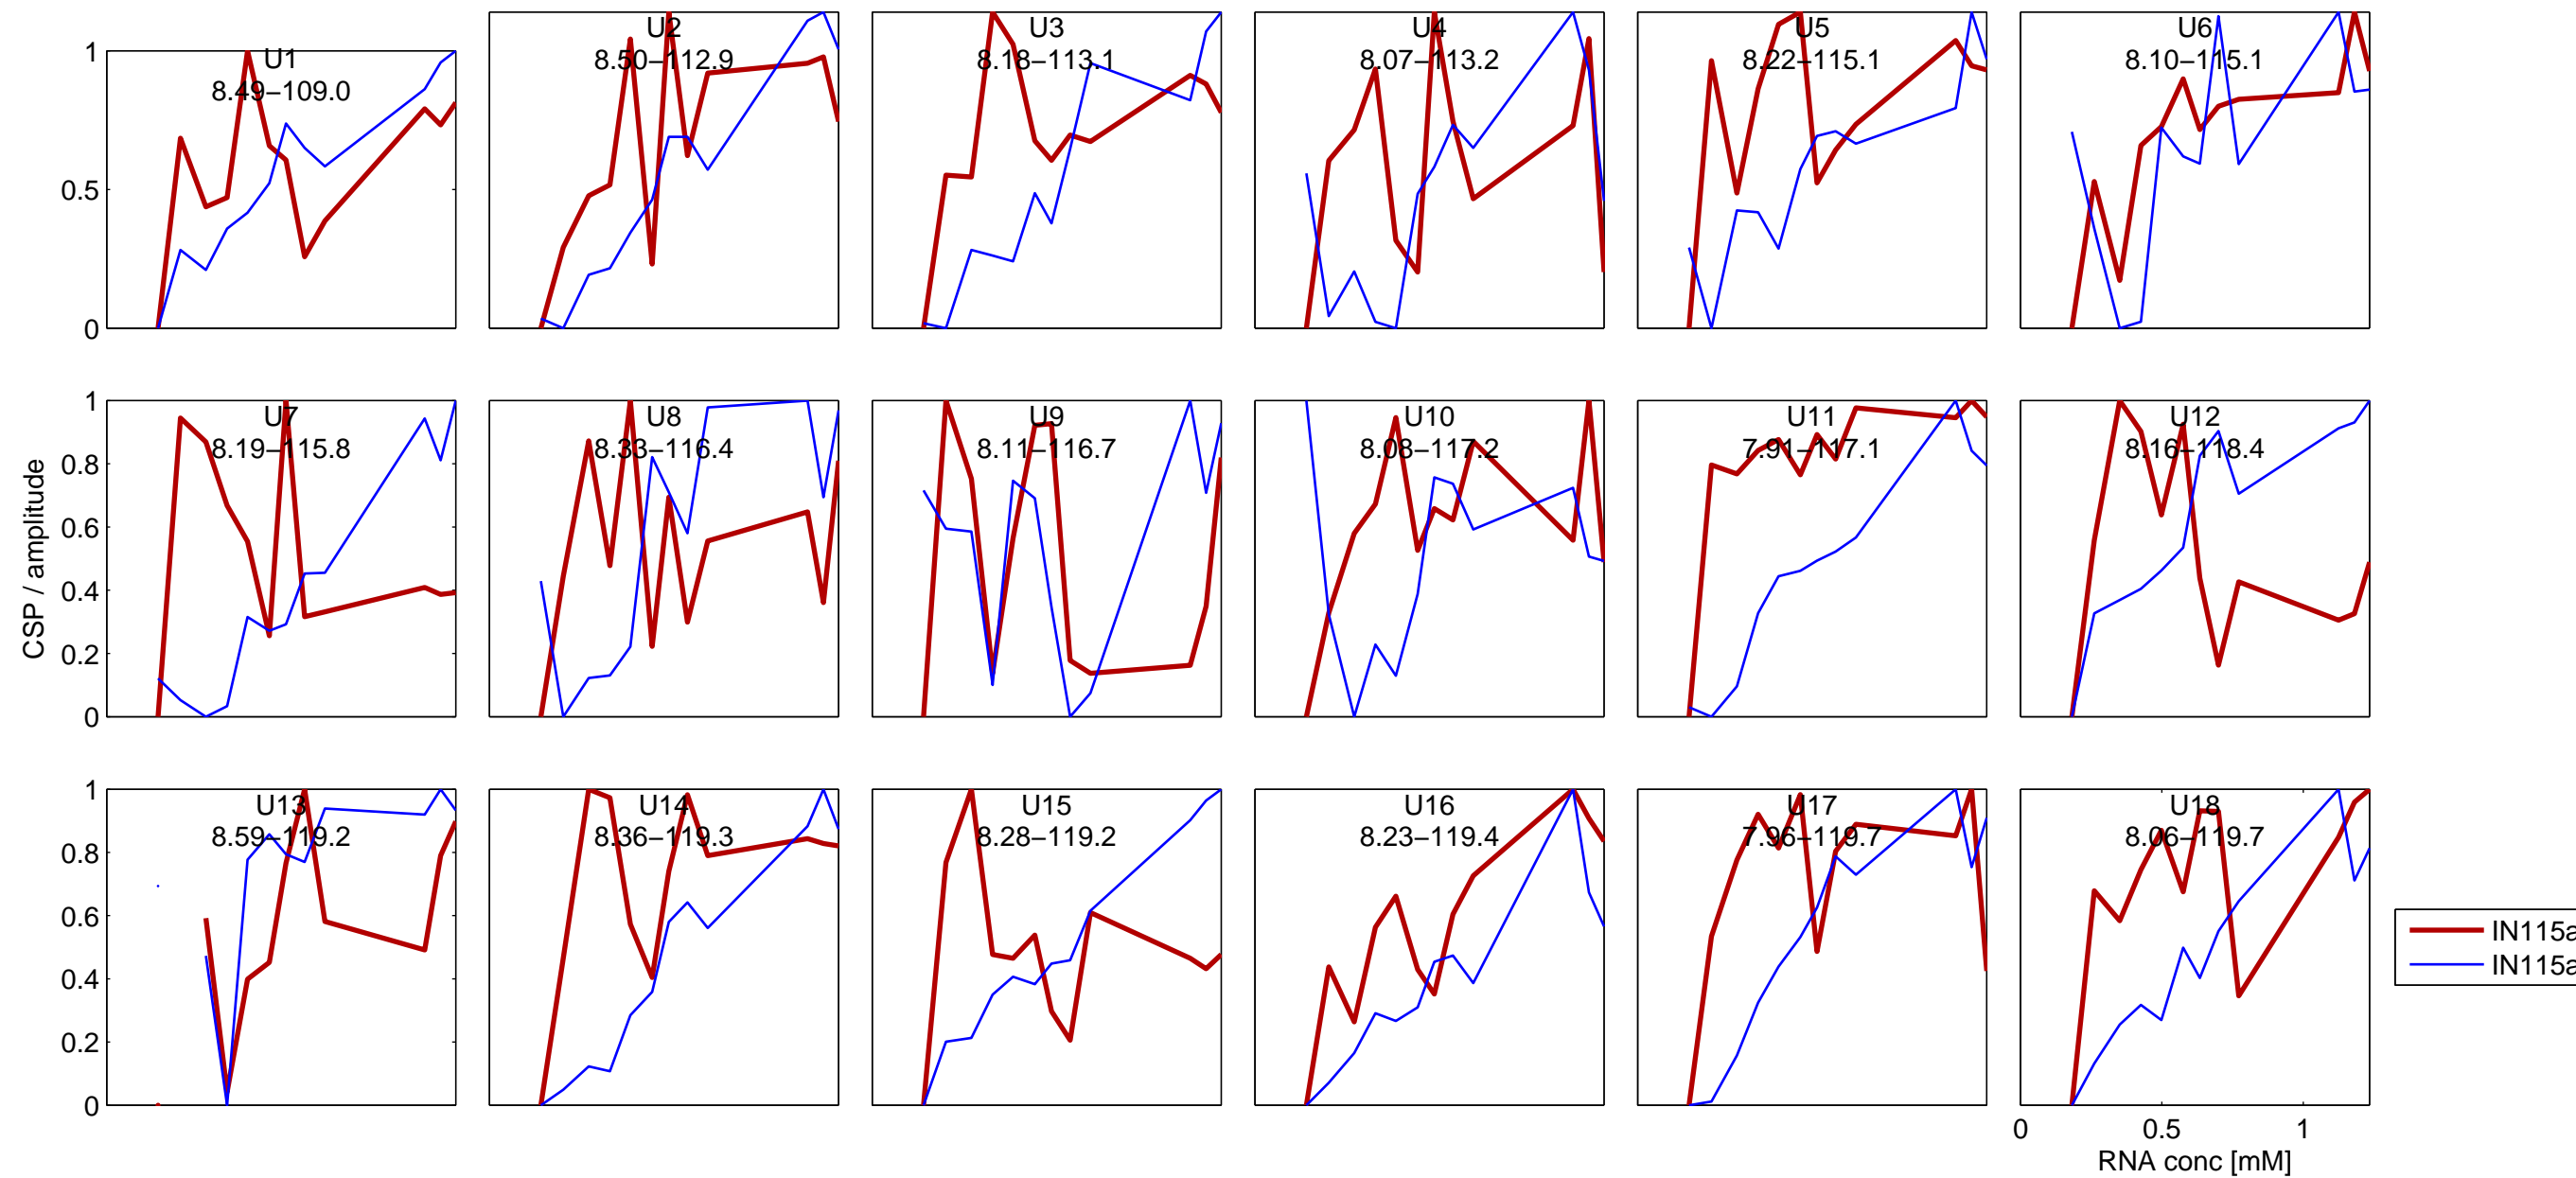 U1
8.49−109.0
U2
8.50−112.9
U3
8.18−113.1
U4
8.07−113.2
U5
8.22−115.1
U6
8.10−115.1
1
0.5
0
U7
8.19−115.8
U8
8.33−116.4
U9
8.11−116.7
U10
8.08−117.2
U11
7.91−117.1
U12
8.16−118.4
1
0.8
0.6
0.4
0.2
0
CSP / amplitude
U13
8.59−119.2
U14
8.36−119.3
U15
8.28−119.2
U16
8.23−119.4
U17
7.96−119.7
U18
8.06−119.7
1
0.8
0.6
0.4
0.2
0
IN115a
IN115a
0 0.5 1
RNA conc [mM]